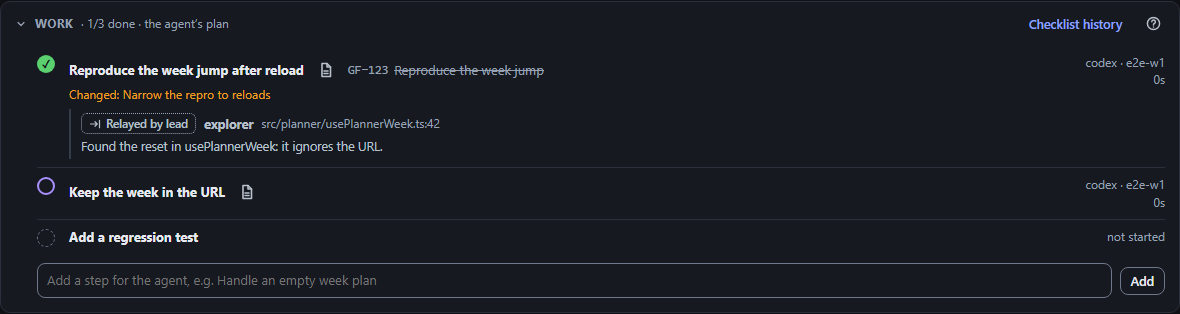 WORK · 1/3 done · the agent's plan Checklist history
Reproduce the week jump after reload GF-123 Reproduce the week jump codex · e2e-w1
Changed: Narrow the repro to reloads 0s
Relayed by lead explorer src/planner/usePlannerWeek.ts:42
Found the reset in usePlannerWeek: it ignores the URL.
Keep the week in the URL codex · e2e-w1
0s
Add a regression test not started
Add a step for the agent, e.g. Handle an empty week plan Add